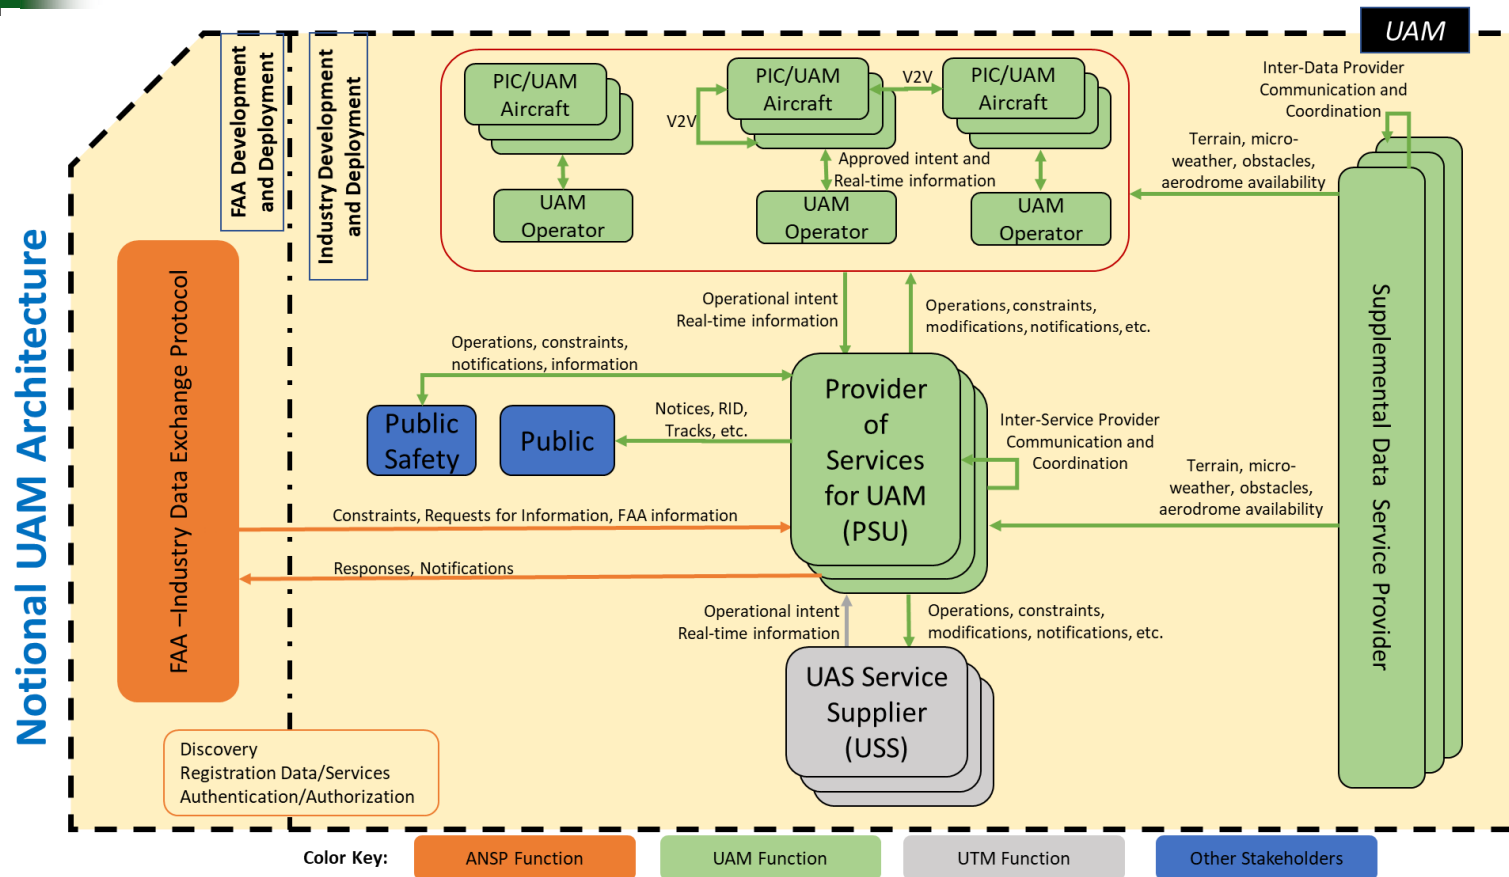 UAM
Notional UAM Architecture
FAA Development
and Deployment
Industry Development
and Deployment
PIC/UAM
Aircraft
V2V
PIC/UAM
Aircraft
V2V
PIC/UAM
Aircraft
Approved intent and
Real-time information
UAM
Operator
UAM
Operator
UAM
Operator
Inter-Data Provider
Communication and
Coordination
Terrain, micro-
weather, obstacles,
aerodrome availability
Supplemental Data Service Provider
Operational intent
Real-time information
Operations, constraints,
modifications, notifications, etc.
Operations, constraints,
notifications, information
Public
Safety
Public
Notices, RID,
Tracks, etc.
Provider
of
Services
for UAM
(PSU)
Inter-Service Provider
Communication and
Coordination
Terrain, micro-
weather, obstacles,
aerodrome availability
FAA –Industry Data Exchange Protocol
Constraints, Requests for Information, FAA information
Responses, Notifications
Operational intent
Real-time information
Operations, constraints,
modifications, notifications, etc.
UAS Service
Supplier
(USS)
Discovery
Registration Data/Services
Authentication/Authorization
Color Key:
ANSP Function
UAM Function
UTM Function
Other Stakeholders